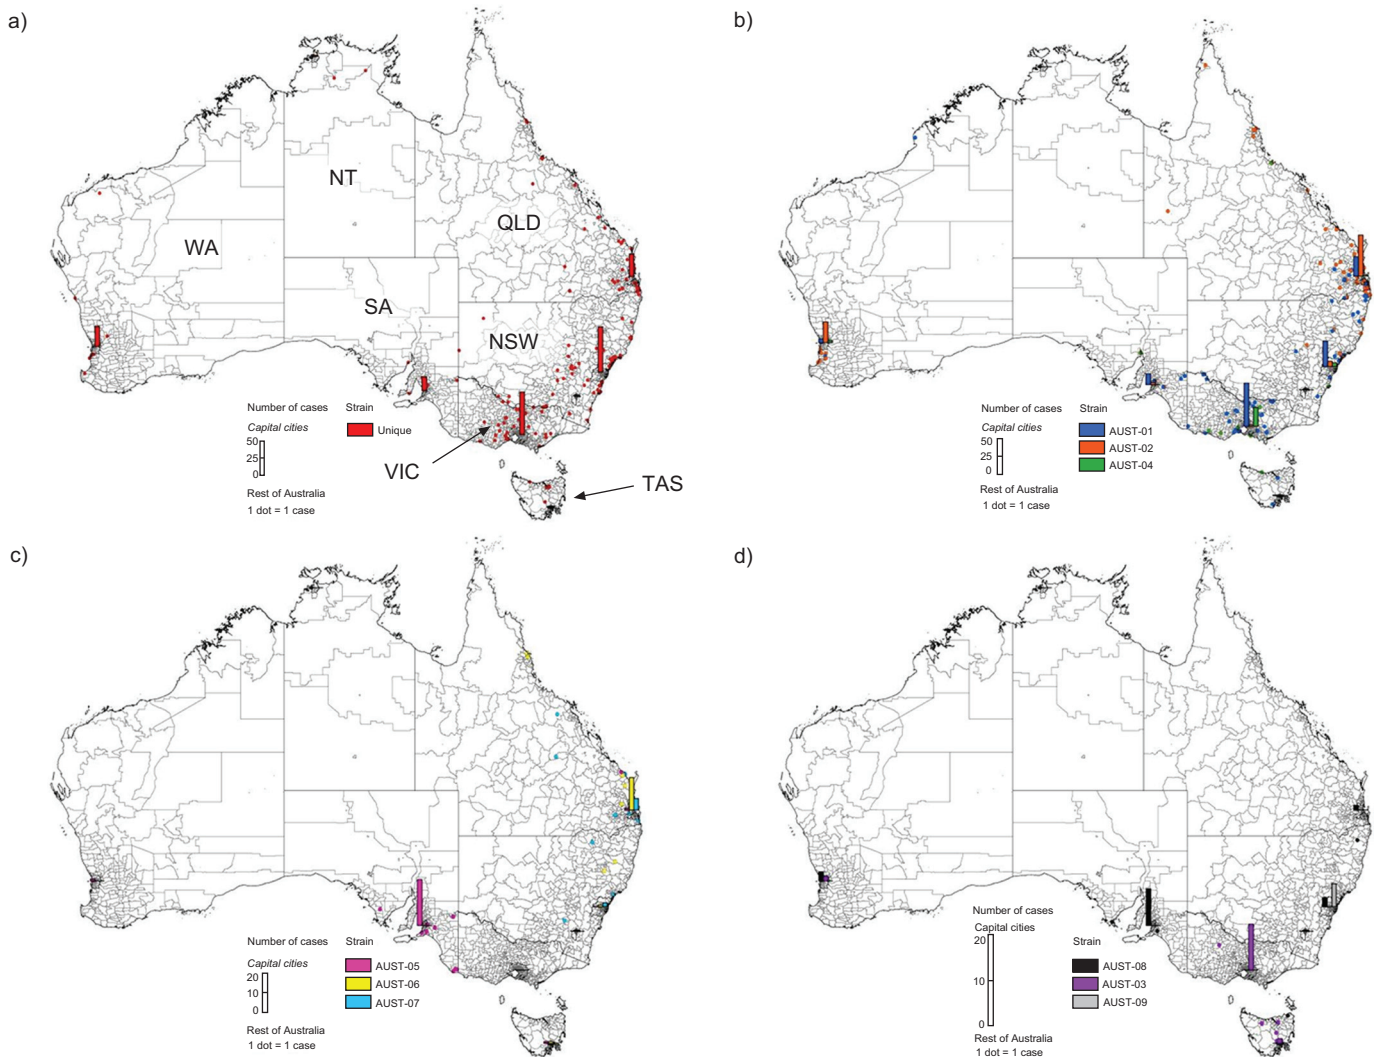 a)
NT
QLD
WA
SA
NSW
Number of cases
Strain
Capital cities
Unique
50
25
0
VIC
TAS
Rest of Australia
1 dot = 1 case
b)
Number of cases
Strain
Capital cities
AUST-01
50
AUST-02
25
AUST-04
0
Rest of Australia
1 dot = 1 case
c)
Number of cases
Strain
Capital cities
AUST-05
20
AUST-06
10
AUST-07
0
Rest of Australia
1 dot = 1 case
d)
Number of cases
Capital cities
20
Strain
AUST-08
10
AUST-03
AUST-09
0
Rest of Australia
1 dot = 1 case